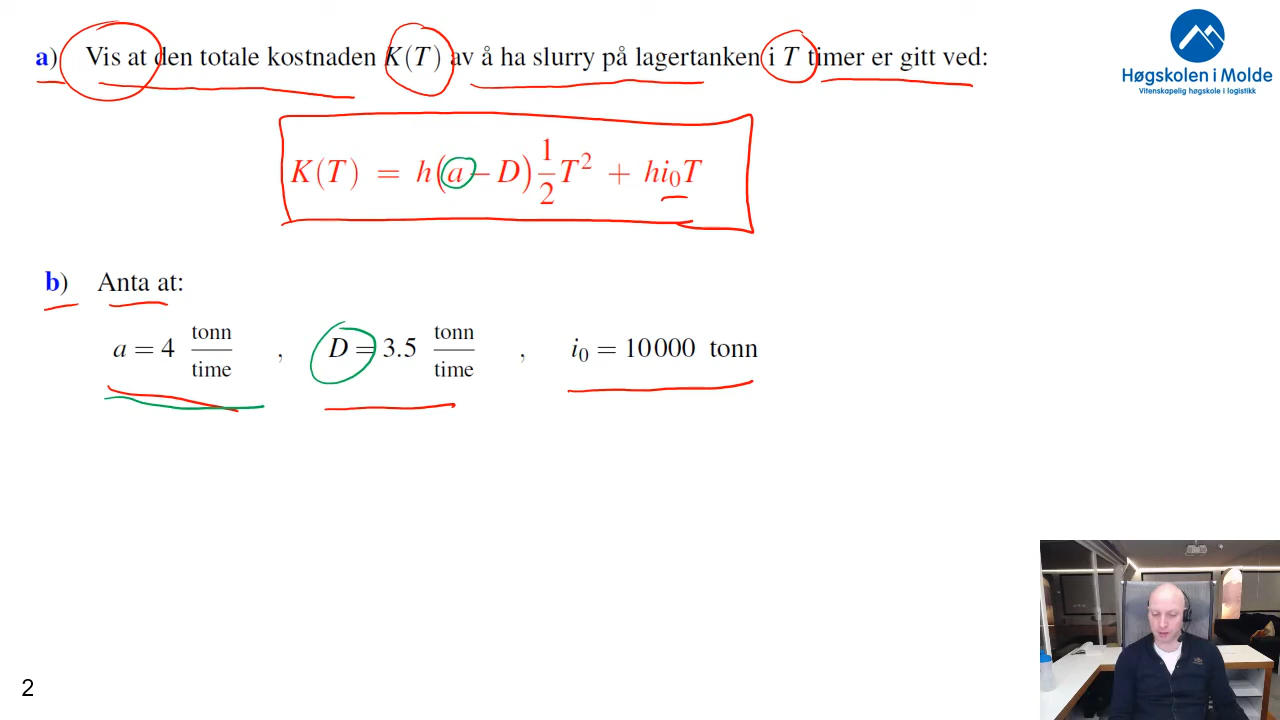 a) Vis at den totale kostnaden K(T) av å ha slurry på lagertanken i T timer er gitt ved:
Høgskolen i Molde
Vitenskapelig høgskole i logistikk
K(T) = h(a − D) 1/2 T² + hi₀T
b) Anta at:
a = 4 tonn/time , D = 3.5 tonn/time , i₀ = 10000 tonn
2